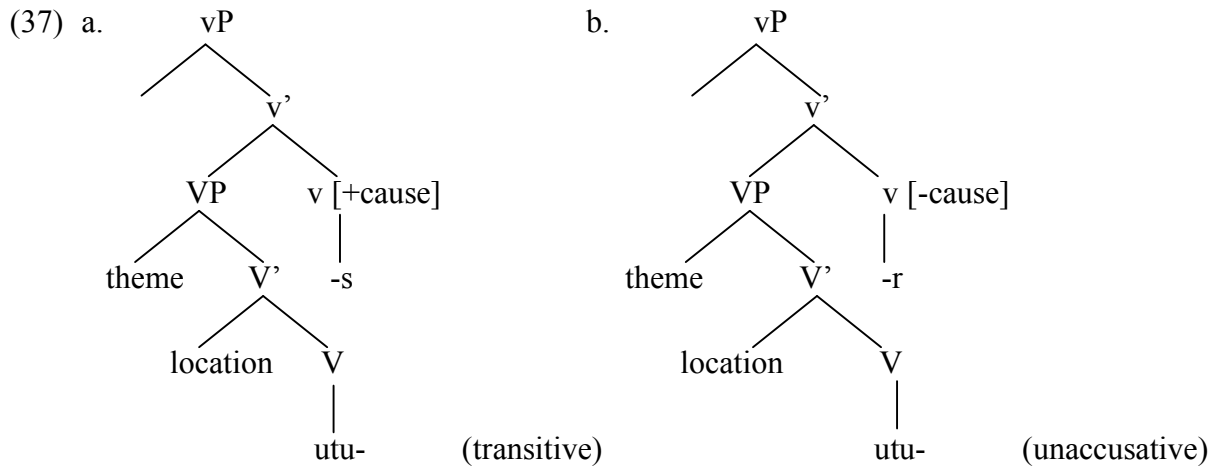 (37) a. vP b. vP
v’ v’
VP v [+cause] VP v [-cause]
theme V’ -s theme V’ -r
location V location V
utu- (transitive) utu- (unaccusative)